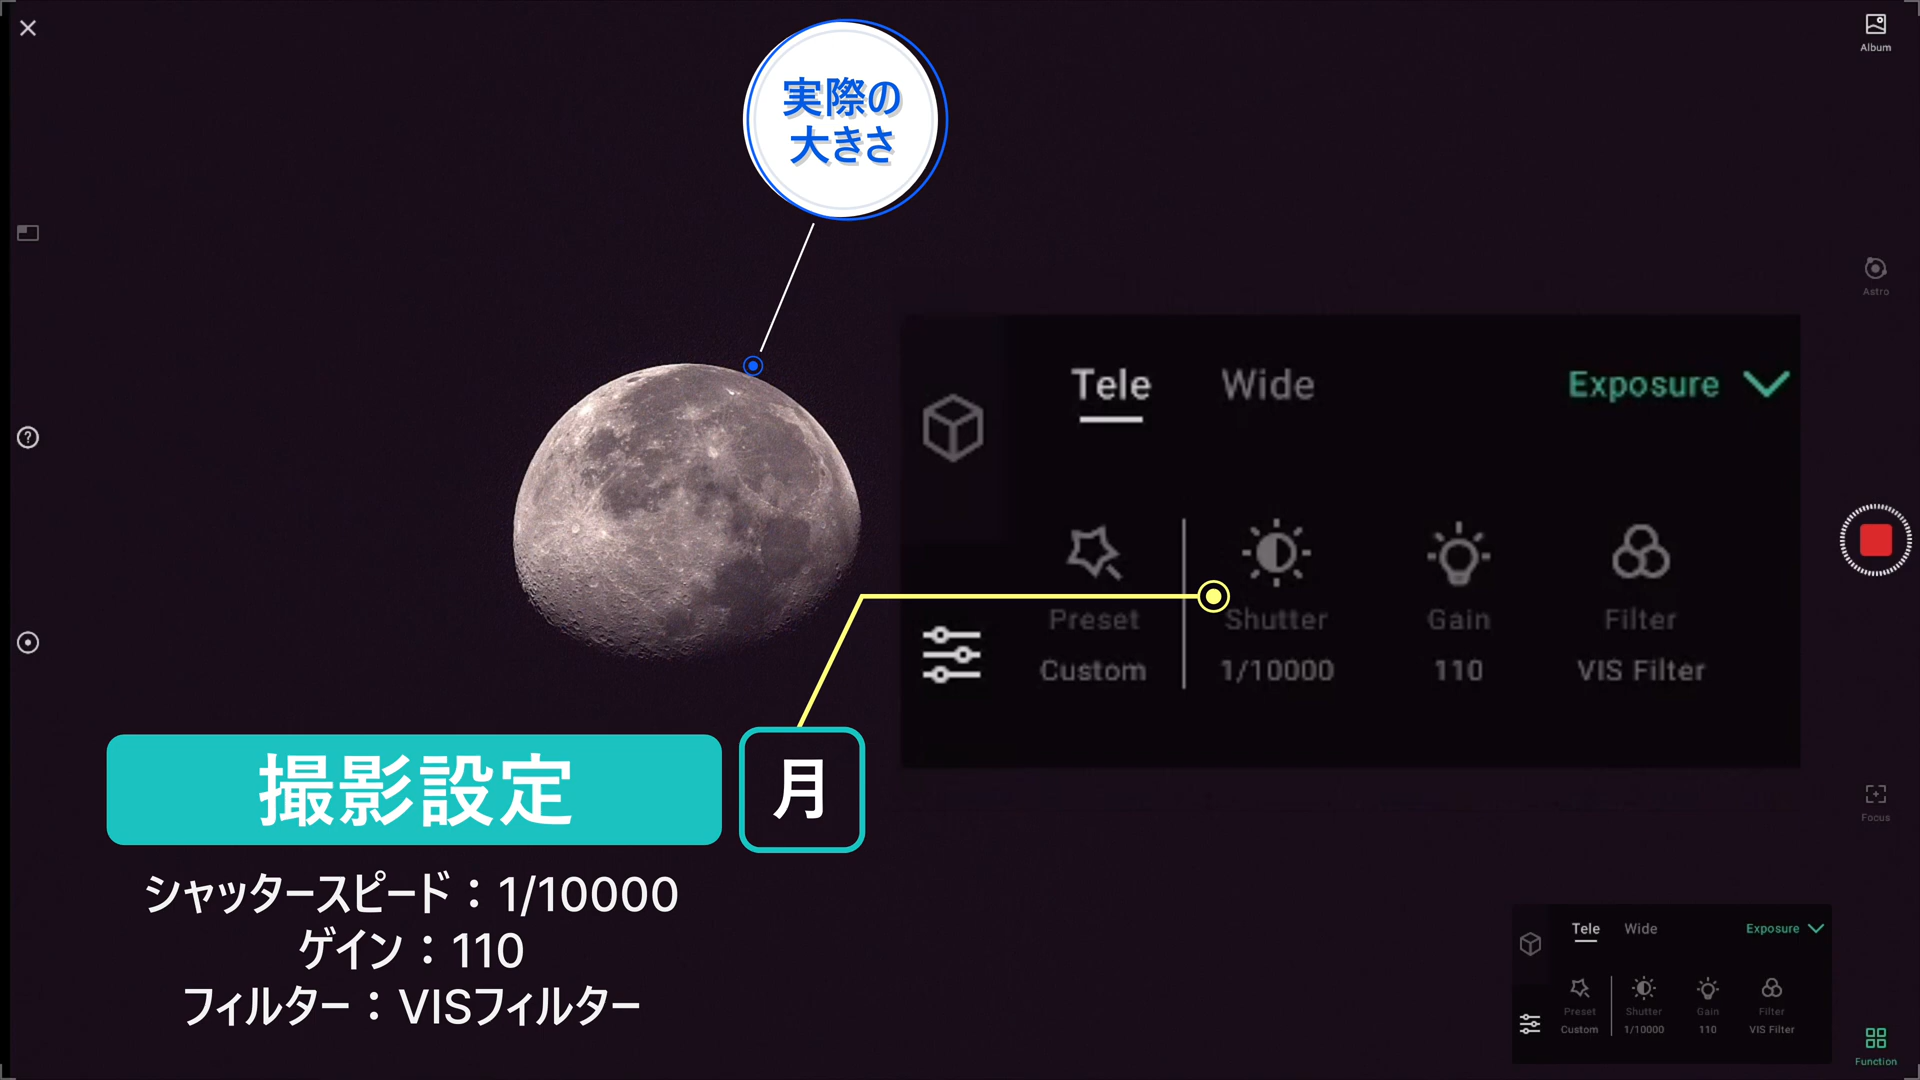 Album
実際の
大きさ
Astro
Tele Wide Exposure
Preset Shutter Gain Filter
Custom 1/10000 110 VIS Filter
撮影設定 月
シャッタースピード：1/10000
ゲイン：110
フィルター：VISフィルター
Focus
Tele Wide Exposure
Preset Shutter Gain Filter
Custom 1/10000 110 VIS Filter
Function